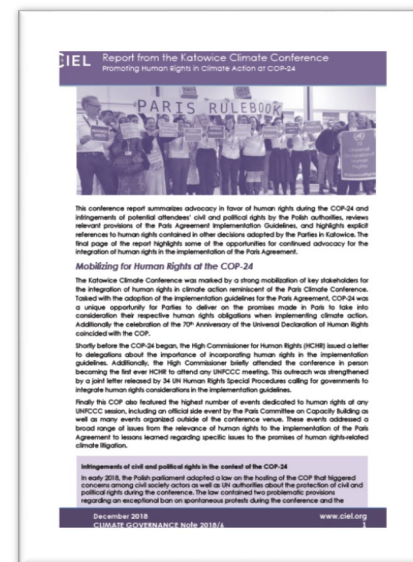 CIEL Report from the Katowice Climate Conference
Promoting Human Rights in Climate Action at COP-24
PARIS RULEBOOK
This conference report summarizes advocacy in favor of human rights during the COP-24 and
infringements of potential attendees' civil and political rights by the Polish authorities, reviews
relevant provisions of the Paris Agreement Implementation Guidelines, and highlights explicit
references to human rights contained in other decisions adopted by the Parties in Katowice. The
final page of the report highlights some of the opportunities for continued advocacy for the
integration of human rights in the implementation of the Paris Agreement.
Mobilizing for Human Rights at the COP-24
The Katowice Climate Conference was marked by a strong mobilization of key stakeholders for
the integration of human rights in climate action reminiscent of the Paris Climate Conference.
Tasked with the adoption of the implementation guidelines for the Paris Agreement, COP-24 was
a unique opportunity for Parties to deliver on the promises made in Paris to take into
consideration their respective human rights obligations when implementing climate action.
Additionally the celebration of the 70th Anniversary of the Universal Declaration of Human Rights
coincided with the COP.
Shortly before the COP-24 began, the High Commissioner for Human Rights (HCHR) issued a letter
to delegations about the importance of incorporating human rights in the implementation
guidelines. Additionally, the High Commissioner briefly attended the conference in person
becoming the first ever HCHR to attend any UNFCCC meeting. This outreach was strengthened
by a joint letter released by 34 UN Human Rights Special Procedures calling for governments to
integrate human rights considerations in the implementation guidelines.
Finally this COP also featured the highest number of events dedicated to human rights at any
UNFCCC session, including an official side event by the Paris Committee on Capacity Building as
well as many events organized outside of the conference venue. These events addressed a
broad range of issues from the relevance of human rights to the implementation of the Paris
Agreement to lessons learned regarding specific issues to the promises of human rights-related
climate litigation.
Infringements of civil and political rights in the context of the COP-24
In early 2018, the Polish parliament adopted a law on the hosting of the COP that triggered
concerns among civil society actors as well as UN authorities about the protection of civil and
political rights during the conference. The law contained two problematic provisions
regarding an exceptional ban on spontaneous protests during the conference and the
December 2018 www.ciel.org
CLIMATE GOVERNANCE Note 2018/6 1